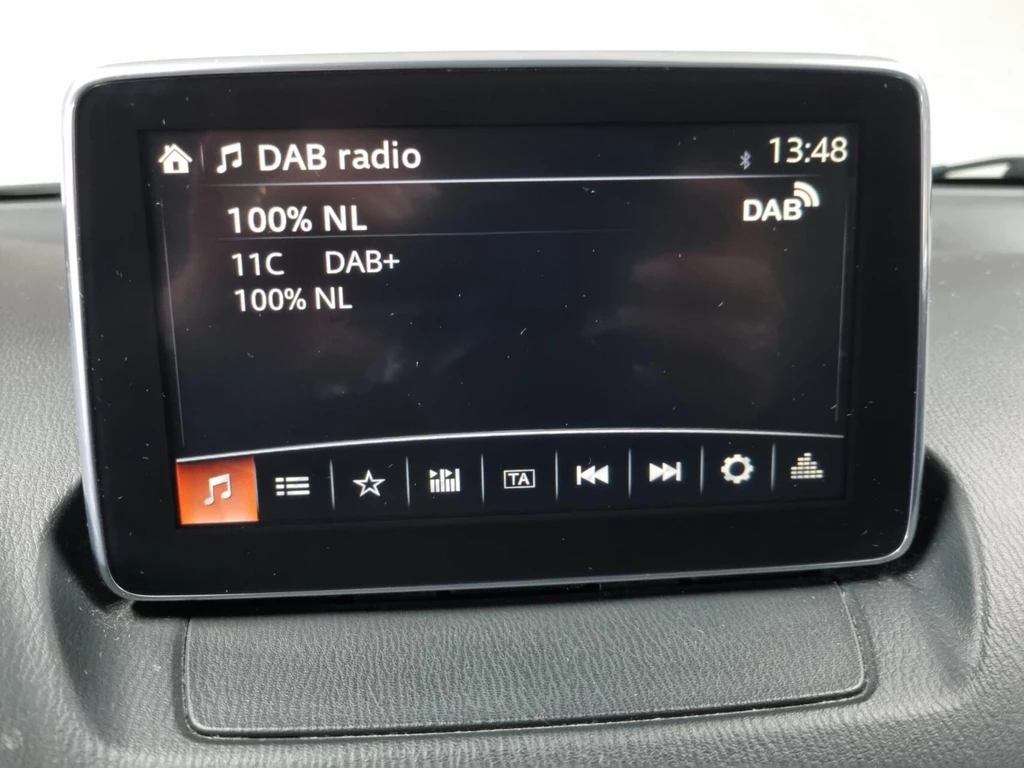 DAB radio 13:48
100% NL DAB
11C DAB+
100% NL
TA